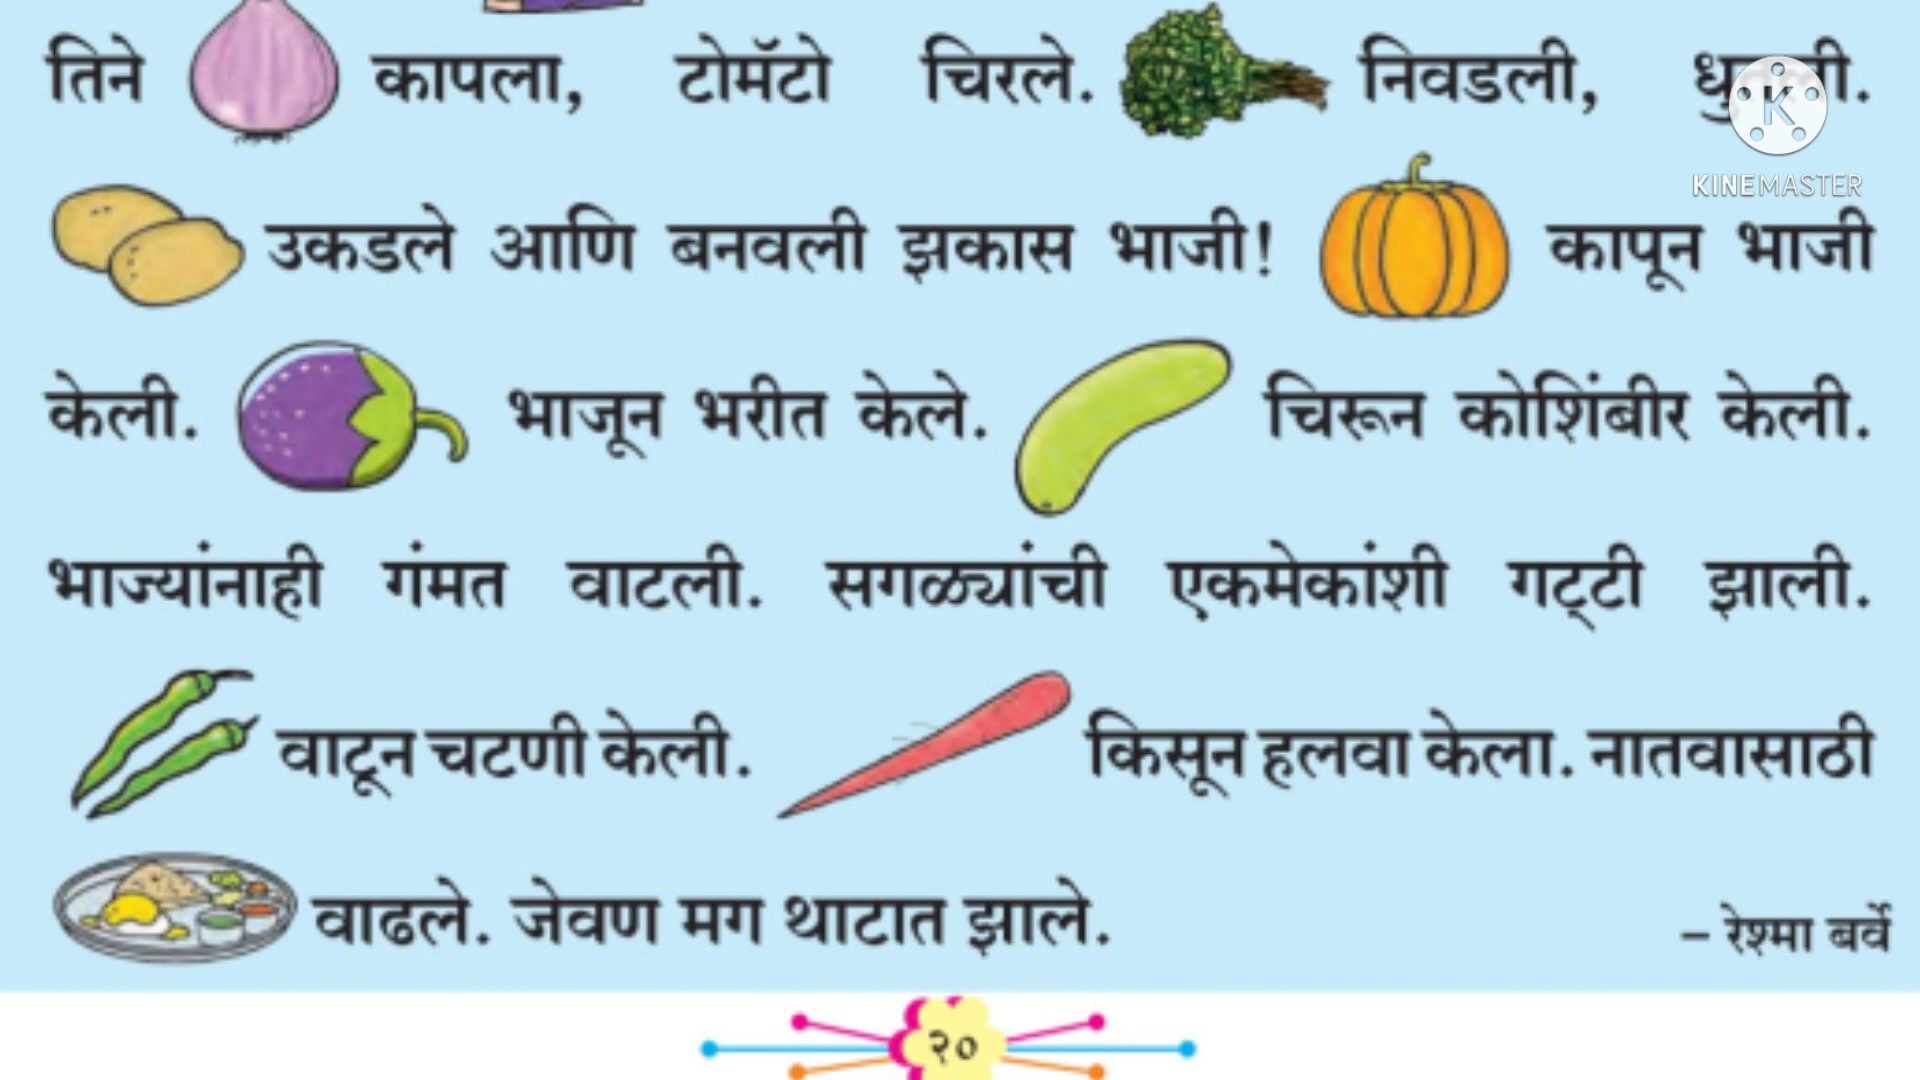 तिने कापला, टोमॅटो चिरले. निवडली,
K
KINEMASTER
उकडले आणि बनवली झकास भाजी! कापून भाजी
केली. भाजून भरीत केले. चिरून कोशिंबीर केली.
भाज्यांनाही गंमत वाटली. सगळ्यांची एकमेकांशी गट्‌टी झाली.
वाटून चटणी केली. किसून हलवा केला. नातवासाठी
वाढले. जेवण मग थाटात झाले.
– रेश्मा बर्वे
२०